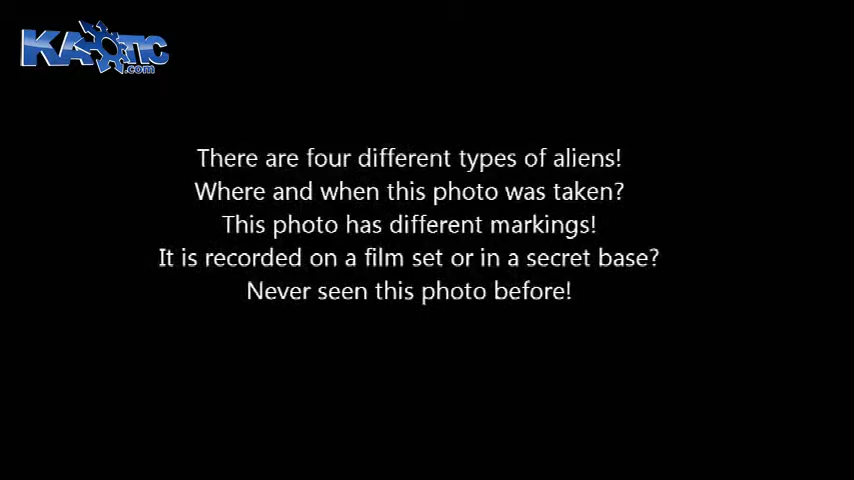 KAOTIC
.com
There are four different types of aliens!
Where and when this photo was taken?
This photo has different markings!
It is recorded on a film set or in a secret base?
Never seen this photo before!